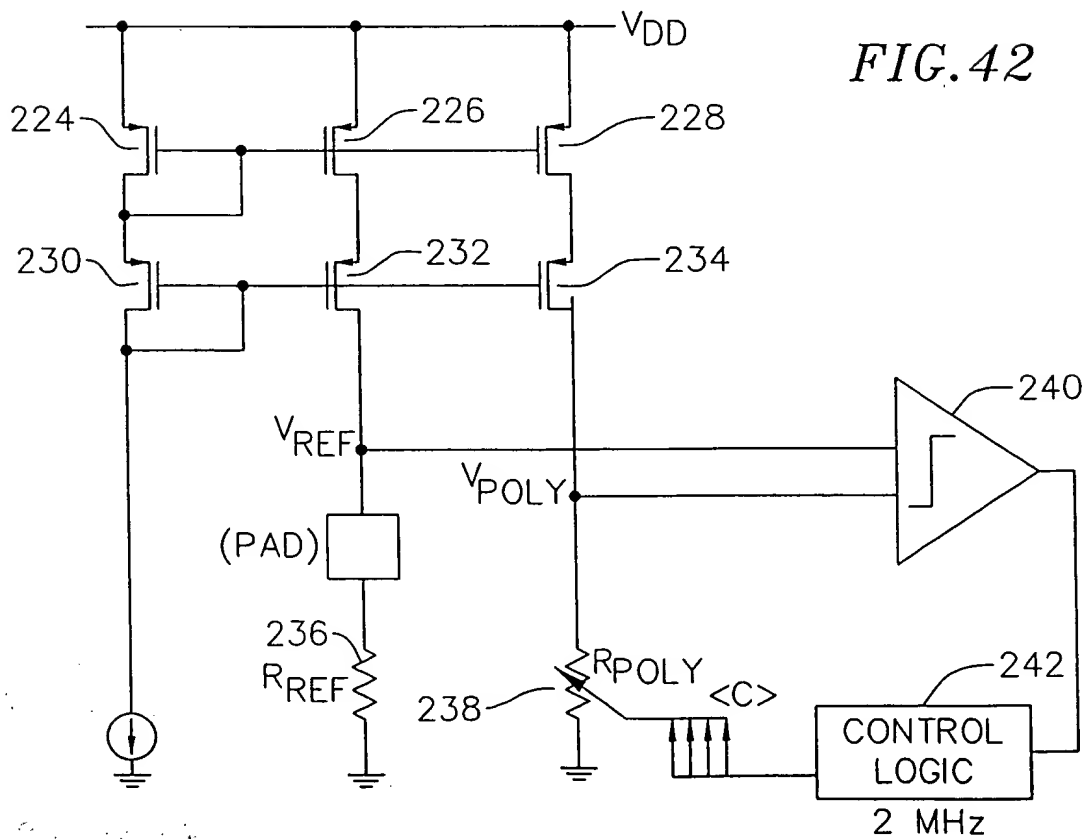 V_DD
FIG. 42
224
226
228
230
232
234
240
V_REF
V_POLY
(PAD)
236
R_REF
R_POLY
238
<C>
242
CONTROL
LOGIC
2 MHz